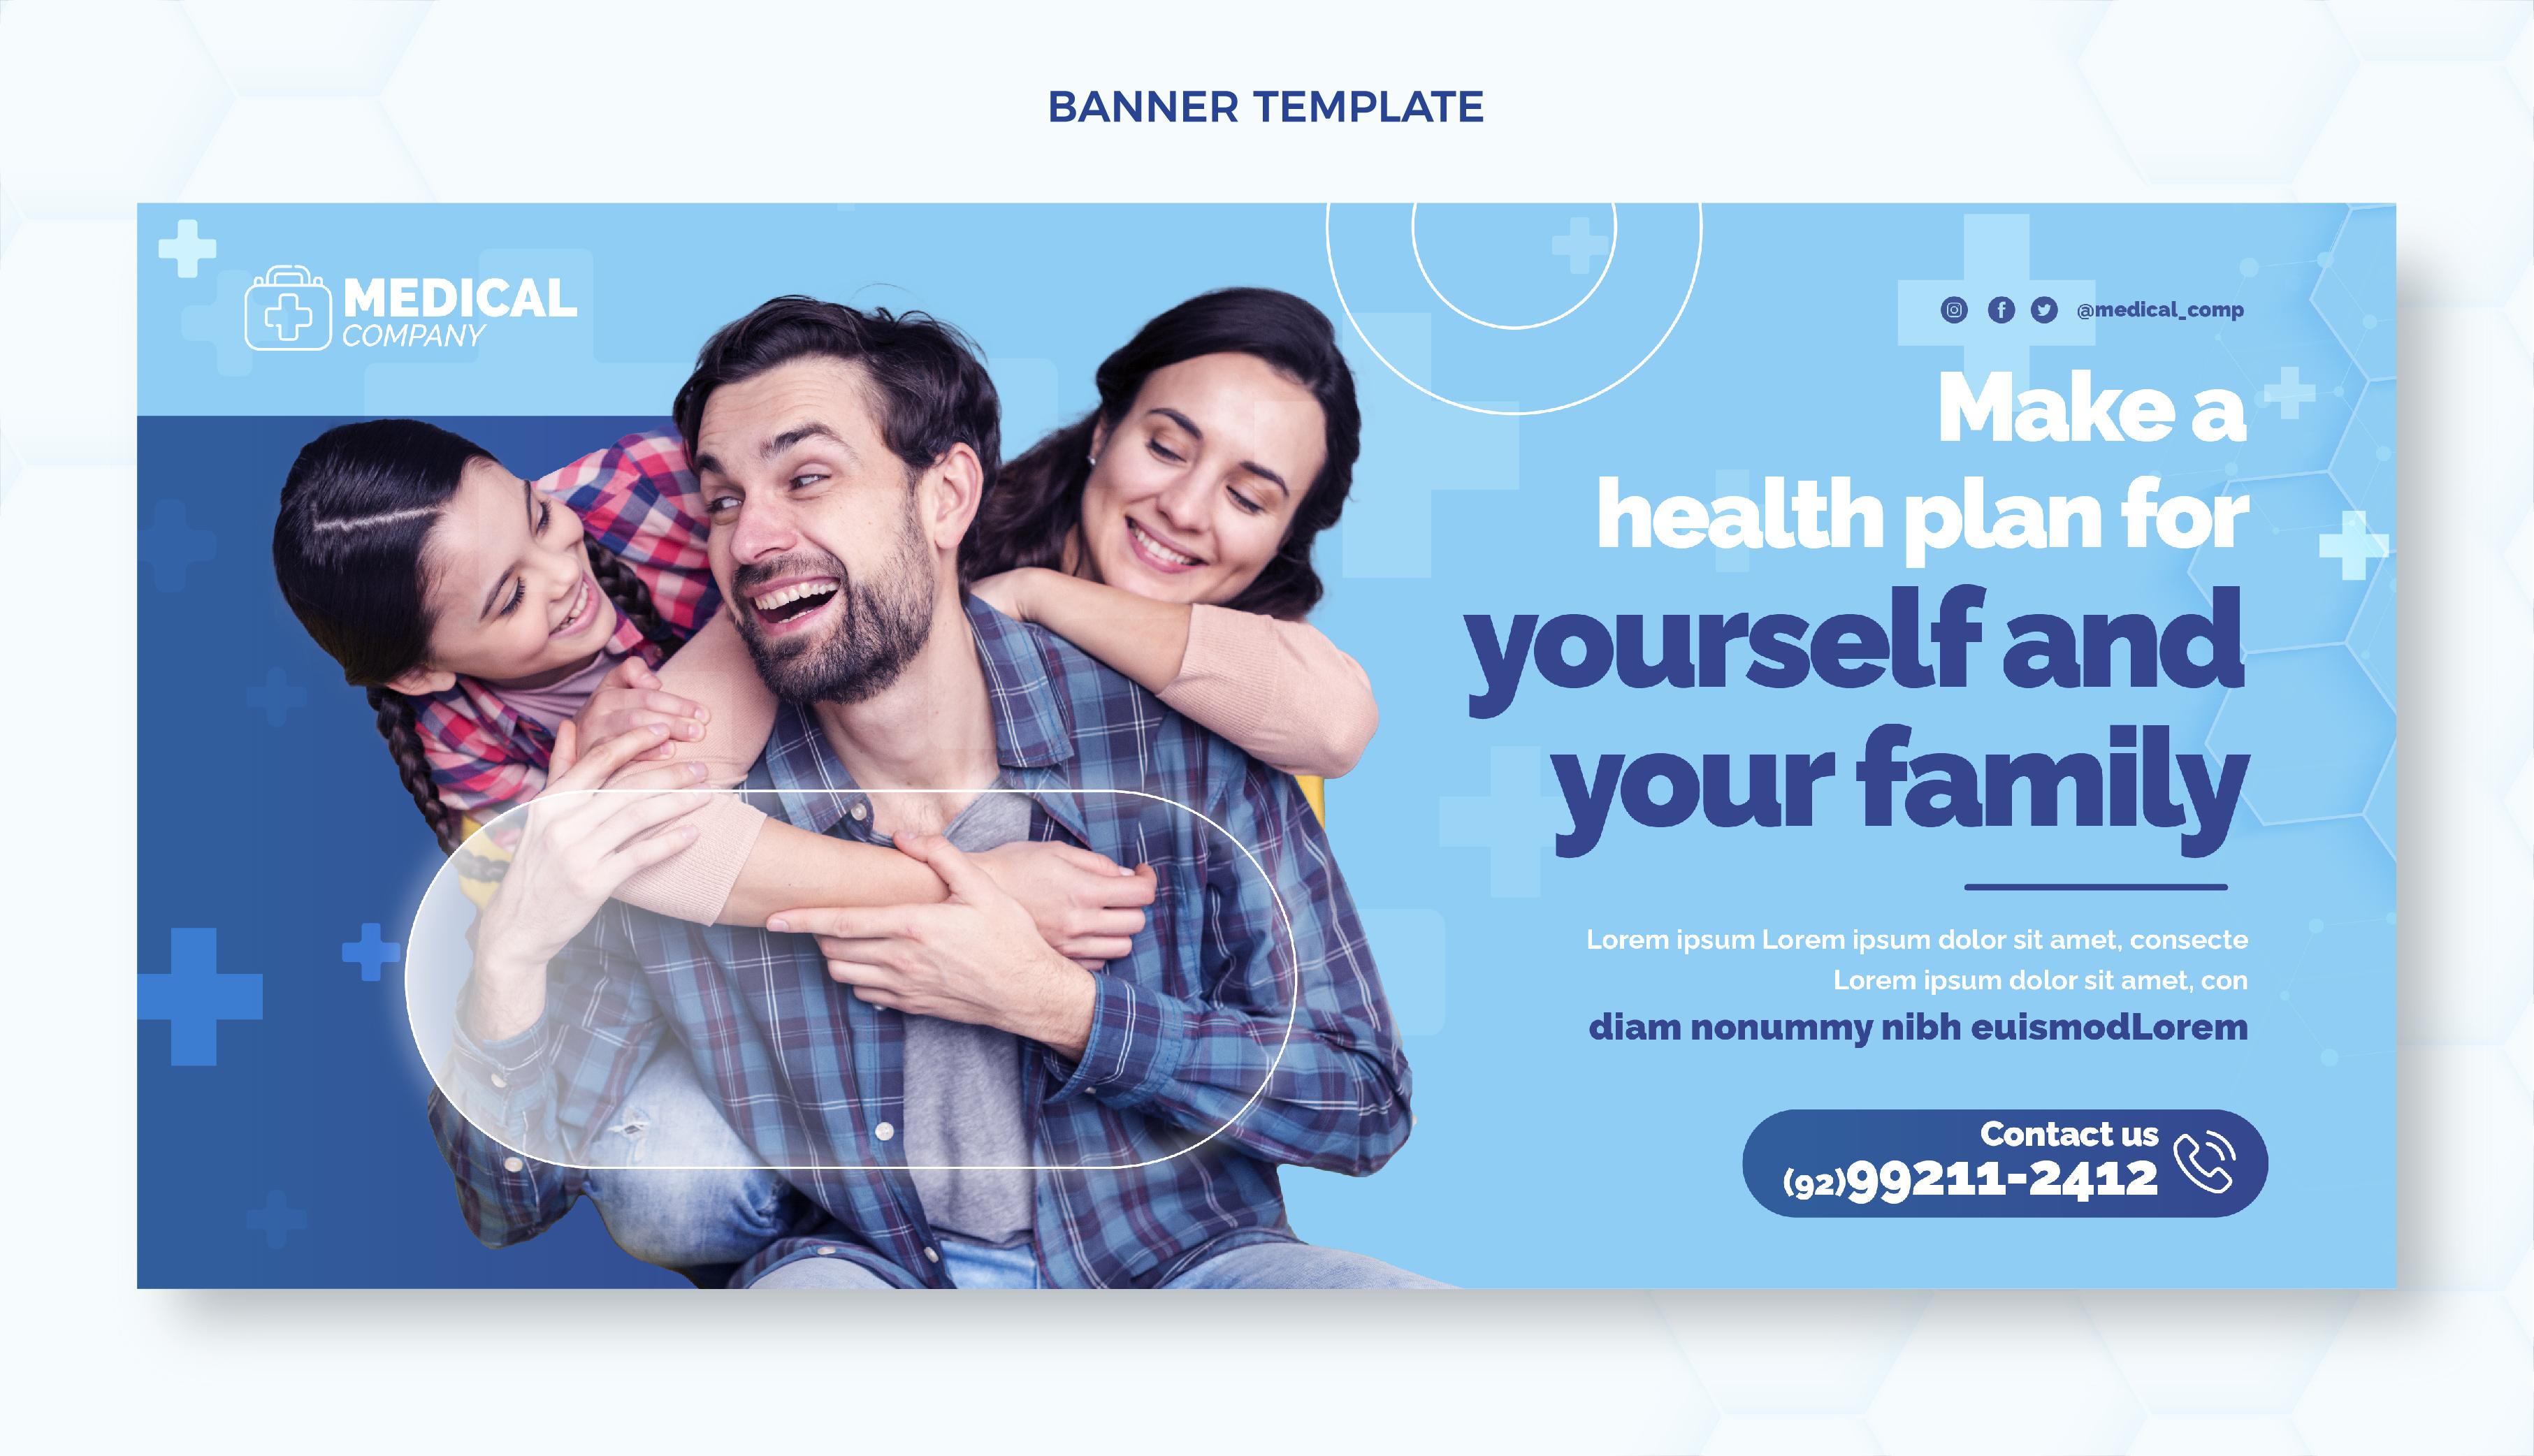 BANNER TEMPLATE
MEDICAL
COMPANY
@medical_comp
Make a
health plan for
yourself and
your family
Lorem ipsum Lorem ipsum dolor sit amet, consecte
Lorem ipsum dolor sit amet, con
diam nonummy nibh euismodLorem
Contact us
(92)99211-2412